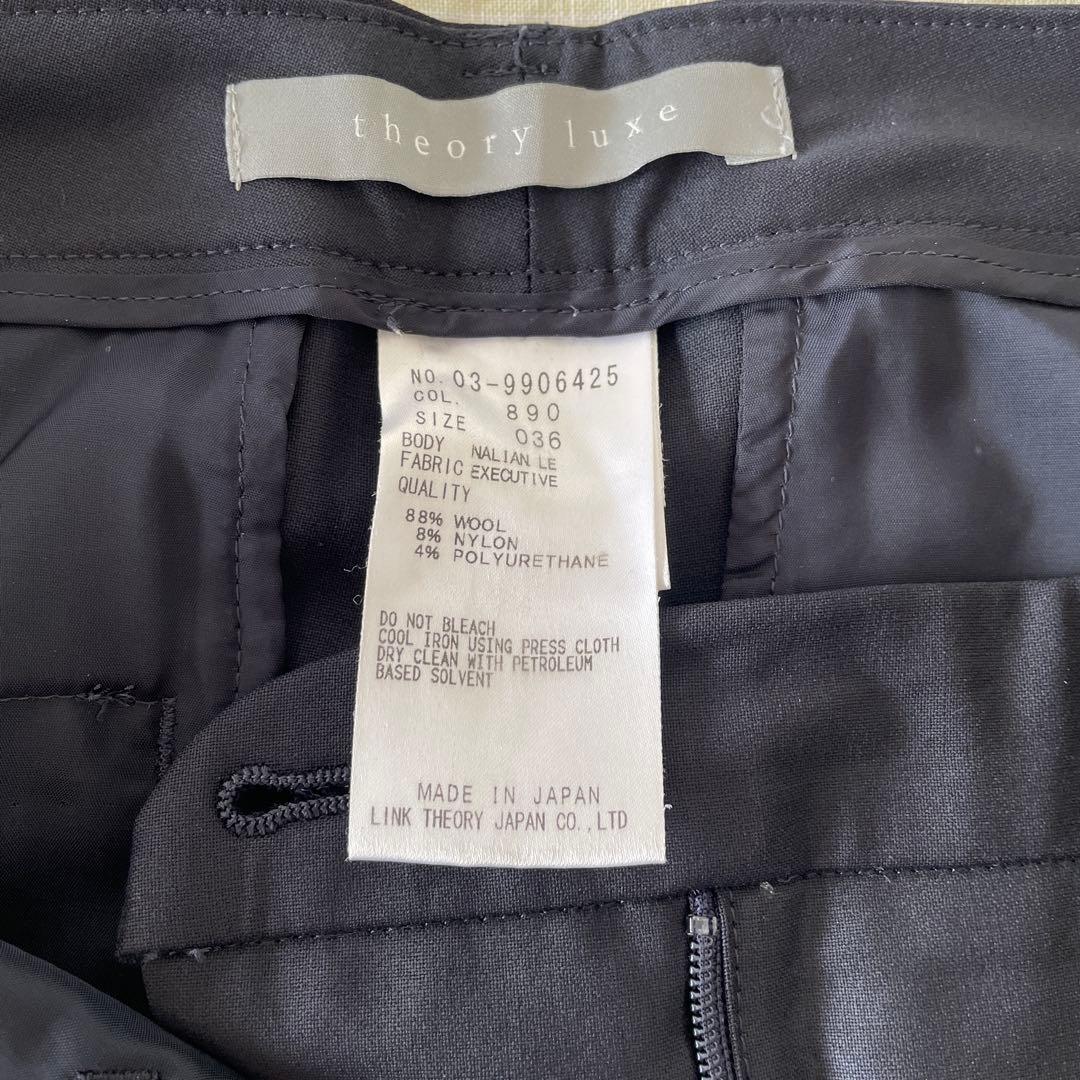 theory luxe
NO. 03-9906425
COL. 890
SIZE 036
BODY NALIAN LE
FABRIC EXECUTIVE
QUALITY
88% WOOL
8% NYLON
4% POLYURETHANE
DO NOT BLEACH
COOL IRON USING PRESS CLOTH
DRY CLEAN WITH PETROLEUM
BASED SOLVENT
MADE IN JAPAN
LINK THEORY JAPAN CO.,LTD